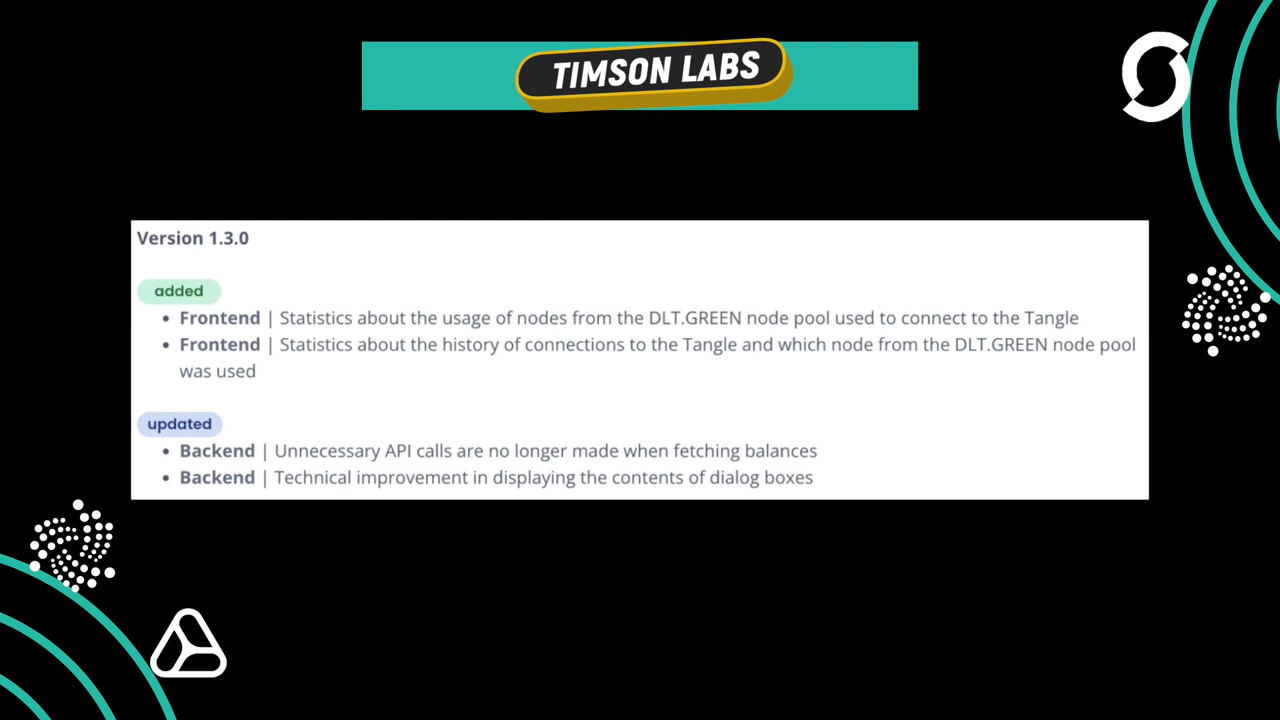 TIMSON LABS
Version 1.3.0
added
• Frontend | Statistics about the usage of nodes from the DLT.GREEN node pool used to connect to the Tangle
• Frontend | Statistics about the history of connections to the Tangle and which node from the DLT.GREEN node pool
was used
updated
• Backend | Unnecessary API calls are no longer made when fetching balances
• Backend | Technical improvement in displaying the contents of dialog boxes